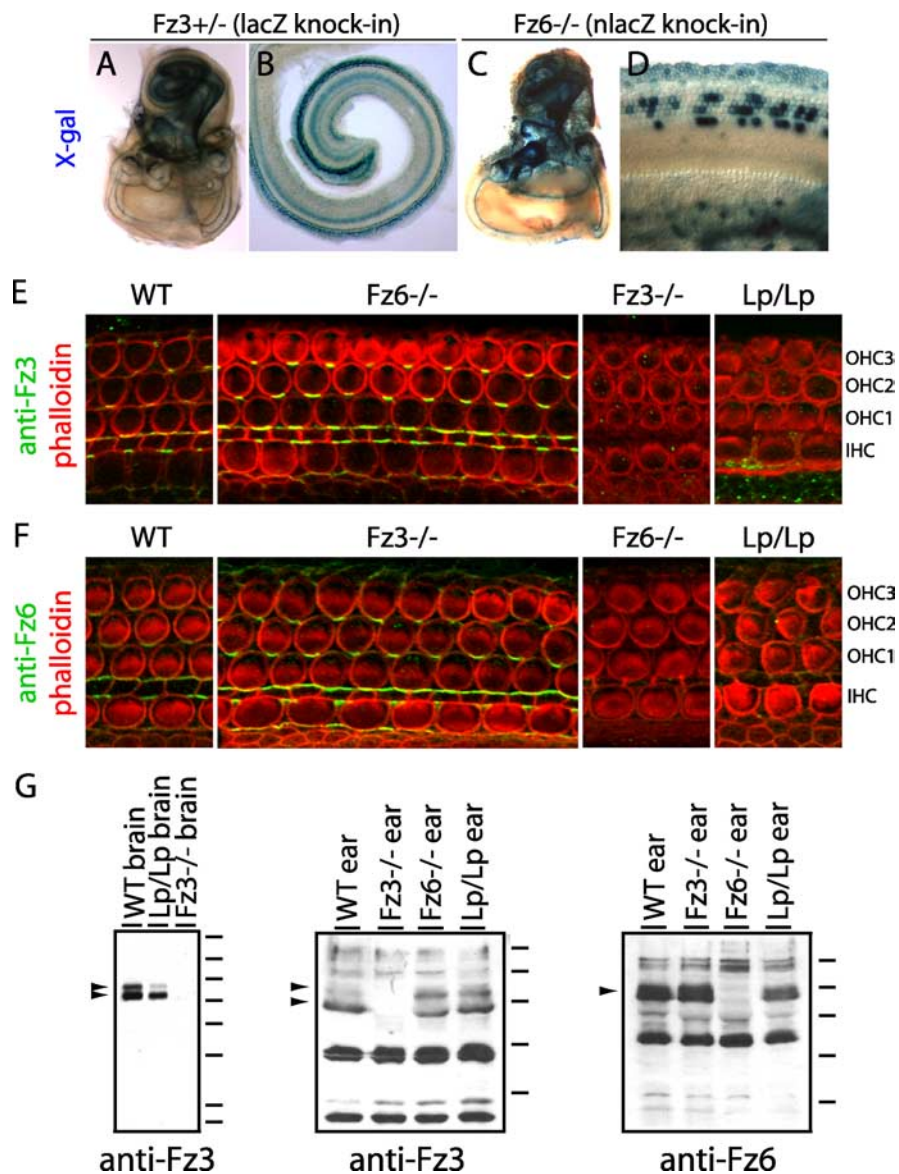 Fz3+/- (lacZ knock-in) Fz6-/- (nlacZ knock-in)
A B C D
X-gal
E WT Fz6-/- Fz3-/- Lp/Lp
anti-Fz3
phalloidin
OHC3
OHC2
OHC1
IHC
F WT Fz3-/- Fz6-/- Lp/Lp
anti-Fz6
phalloidin
OHC3
OHC2
OHC1
IHC
G
WT brain
Lp/Lp brain
Fz3-/- brain
WT ear
Fz3-/- ear
Fz6-/- ear
Lp/Lp ear
WT ear
Fz3-/- ear
Fz6-/- ear
Lp/Lp ear
anti-Fz3 anti-Fz3 anti-Fz6